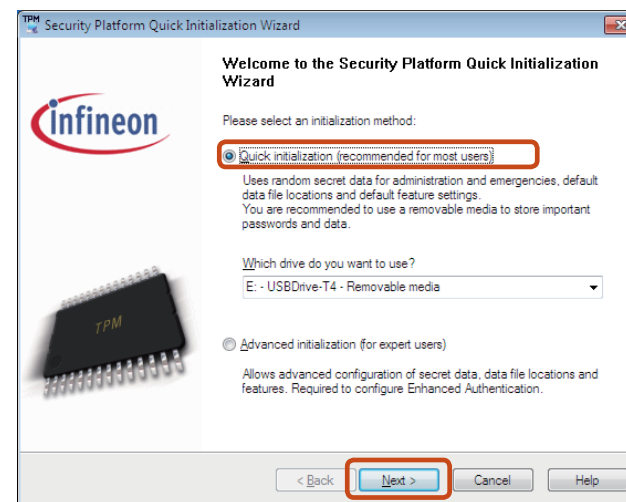 TPM
Security Platform Quick Initialization Wizard
Welcome to the Security Platform Quick Initialization
Wizard
infineon
Please select an initialization method:
Quick initialization (recommended for most users)
Uses random secret data for administration and emergencies, default
data file locations and default feature settings.
You are recommended to use a removable media to store important
passwords and data.
Which drive do you want to use?
E: - USBDrive-T4 - Removable media
TPM
Advanced initialization (for expert users)
Allows advanced configuration of secret data, data file locations and
features. Required to configure Enhanced Authentication.
< Back Next > Cancel Help